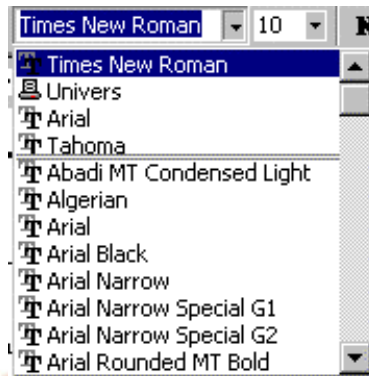 Times New Roman 10 N
Times New Roman
Univers
Arial
Tahoma
Abadi MT Condensed Light
Algerian
Arial
Arial Black
Arial Narrow
Arial Narrow Special G1
Arial Narrow Special G2
Arial Rounded MT Bold